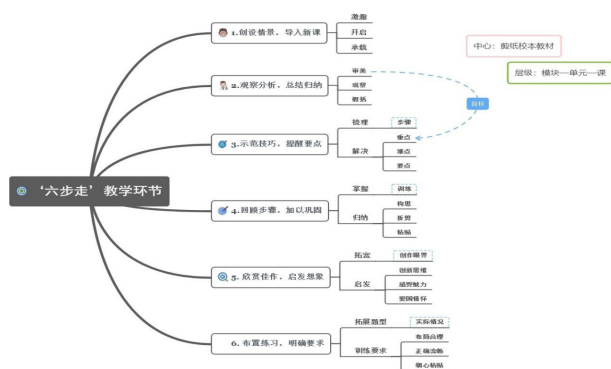 ‘六步走’教学环节
1.创设情景，导入新课
激趣
开启
承载
2.观察分析，总结归纳
审美
观察
概括
3.示范技巧，提醒要点
梳理
步骤
解决
重点
难点
要点
4.回顾步骤，加以巩固
掌握
训练
归纳
构思
折剪
粘贴
5.欣赏佳作，启发想象
拓宽
创作眼界
启发
创新思维
感受魅力
爱国情怀
6.布置练习，明确要求
拓展题型
实际情况
训练要求
布局合理
正确流畅
细心粘贴
中心：剪纸校本教材
层级：模块—单元—课
目标